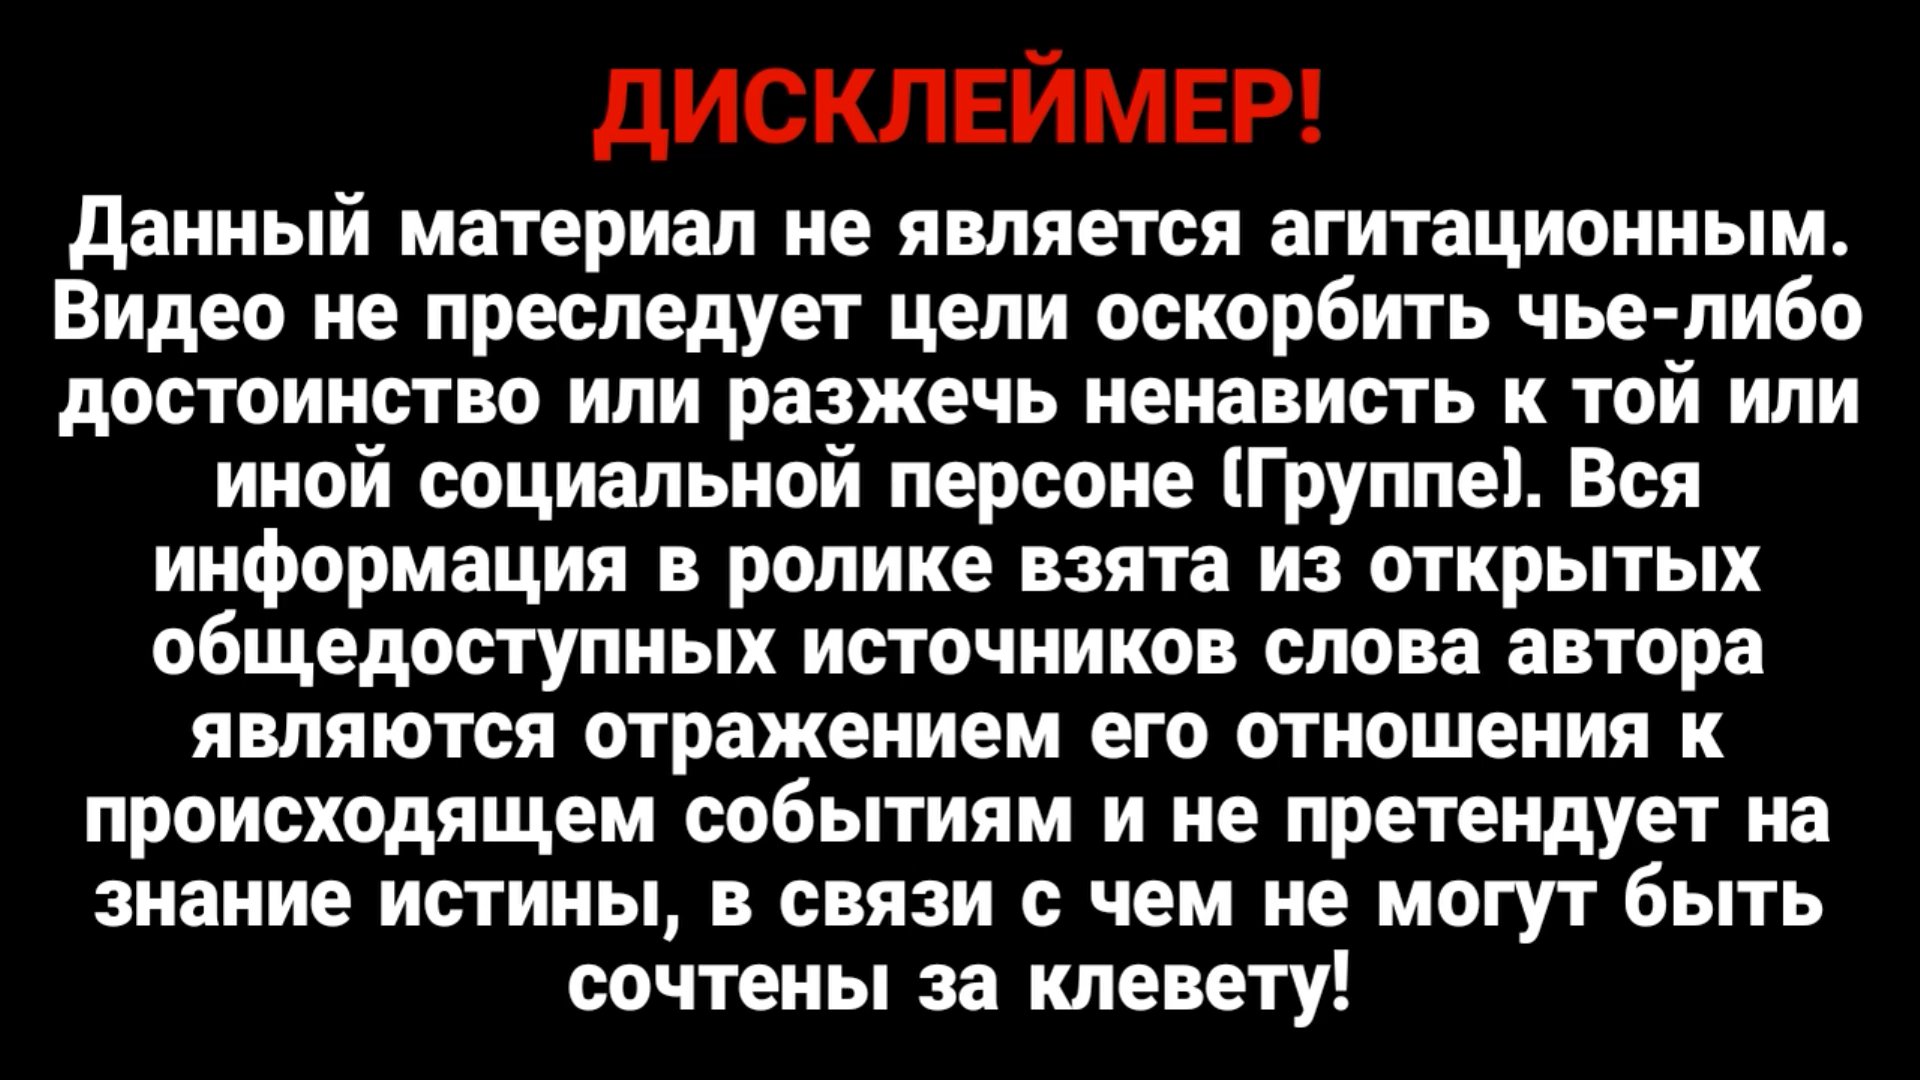 ДИСКЛЕЙМЕР!
Данный материал не является агитационным.
Видео не преследует цели оскорбить чье-либо
достоинство или разжечь ненависть к той или
иной социальной персоне (Группе). Вся
информация в ролике взята из открытых
общедоступных источников слова автора
являются отражением его отношения к
происходящем событиям и не претендует на
знание истины, в связи с чем не могут быть
сочтены за клевету!